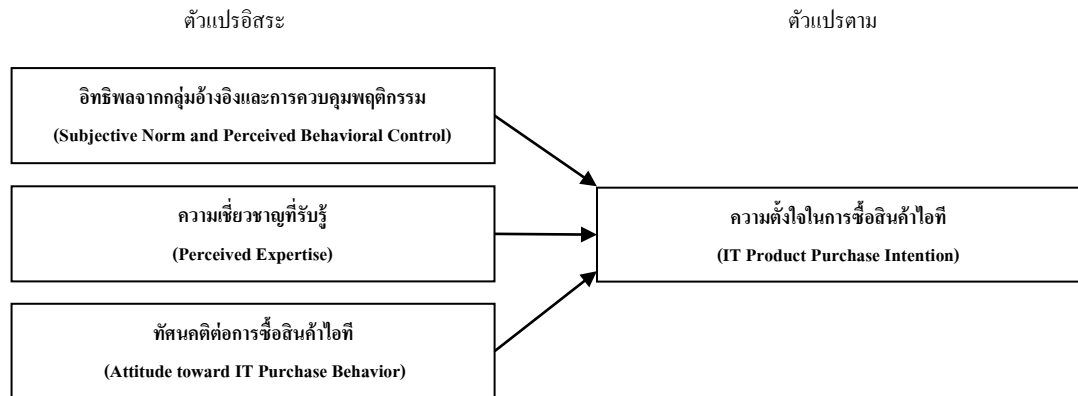 ตัวแปรอิสระ
ตัวแปรตาม
อิทธิพลจากกลุ่มอ้างอิงและการควบคุมพฤติกรรม
(Subjective Norm and Perceived Behavioral Control)
ความเชี่ยวชาญที่รับรู้
(Perceived Expertise)
ความตั้งใจในการซื้อสินค้าไอที
(IT Product Purchase Intention)
ทัศนคติต่อการซื้อสินค้าไอที
(Attitude toward IT Purchase Behavior)